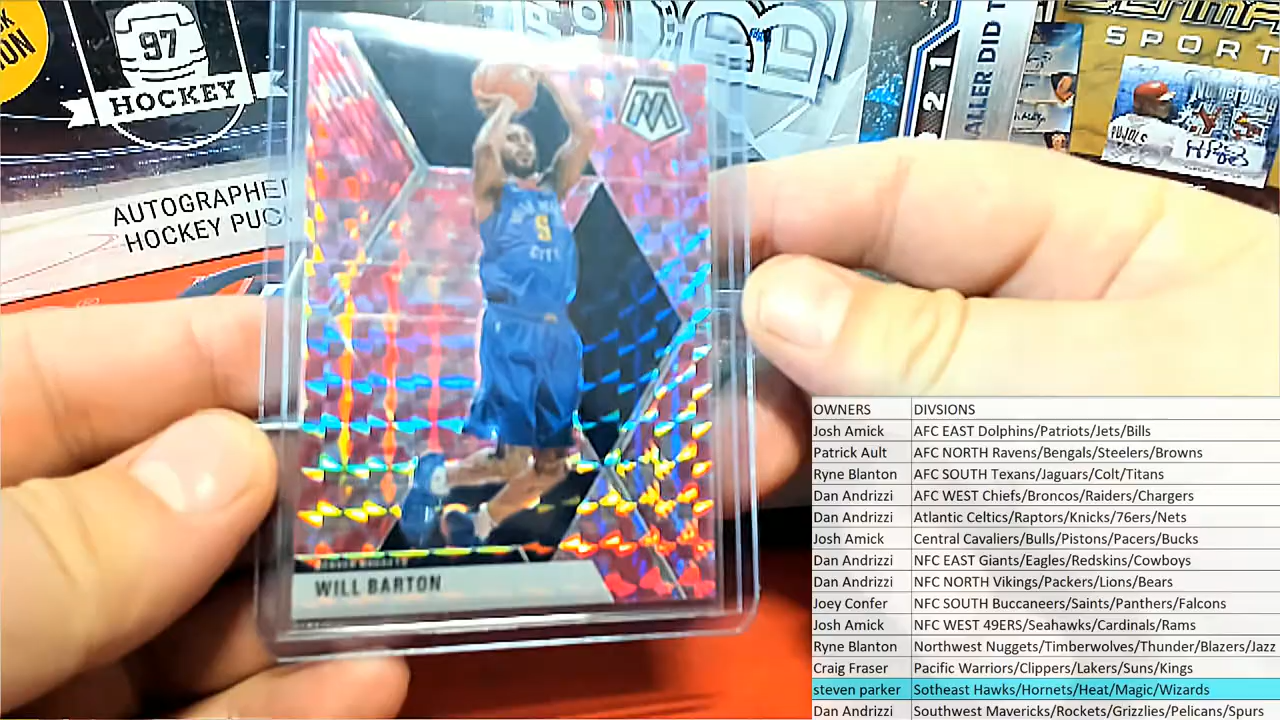 97
HOCKEY
AUTOGRAPHE
HOCKEY PUC
21
ALLER DID T
SPORT
PUJOLS
M
5
CITY
WILL BARTON
OWNERS DIVSIONS
Josh Amick AFC EAST Dolphins/Patriots/Jets/Bills
Patrick Ault AFC NORTH Ravens/Bengals/Steelers/Browns
Ryne Blanton AFC SOUTH Texans/Jaguars/Colt/Titans
Dan Andrizzi AFC WEST Chiefs/Broncos/Raiders/Chargers
Dan Andrizzi Atlantic Celtics/Raptors/Knicks/76ers/Nets
Josh Amick Central Cavaliers/Bulls/Pistons/Pacers/Bucks
Dan Andrizzi NFC EAST Giants/Eagles/Redskins/Cowboys
Dan Andrizzi NFC NORTH Vikings/Packers/Lions/Bears
Joey Confer NFC SOUTH Buccaneers/Saints/Panthers/Falcons
Josh Amick NFC WEST 49ERS/Seahawks/Cardinals/Rams
Ryne Blanton Northwest Nuggets/Timberwolves/Thunder/Blazers/Jazz
Craig Fraser Pacific Warriors/Clippers/Lakers/Suns/Kings
steven parker Sotheast Hawks/Hornets/Heat/Magic/Wizards
Dan Andrizzi Southwest Mavericks/Rockets/Grizzlies/Pelicans/Spurs